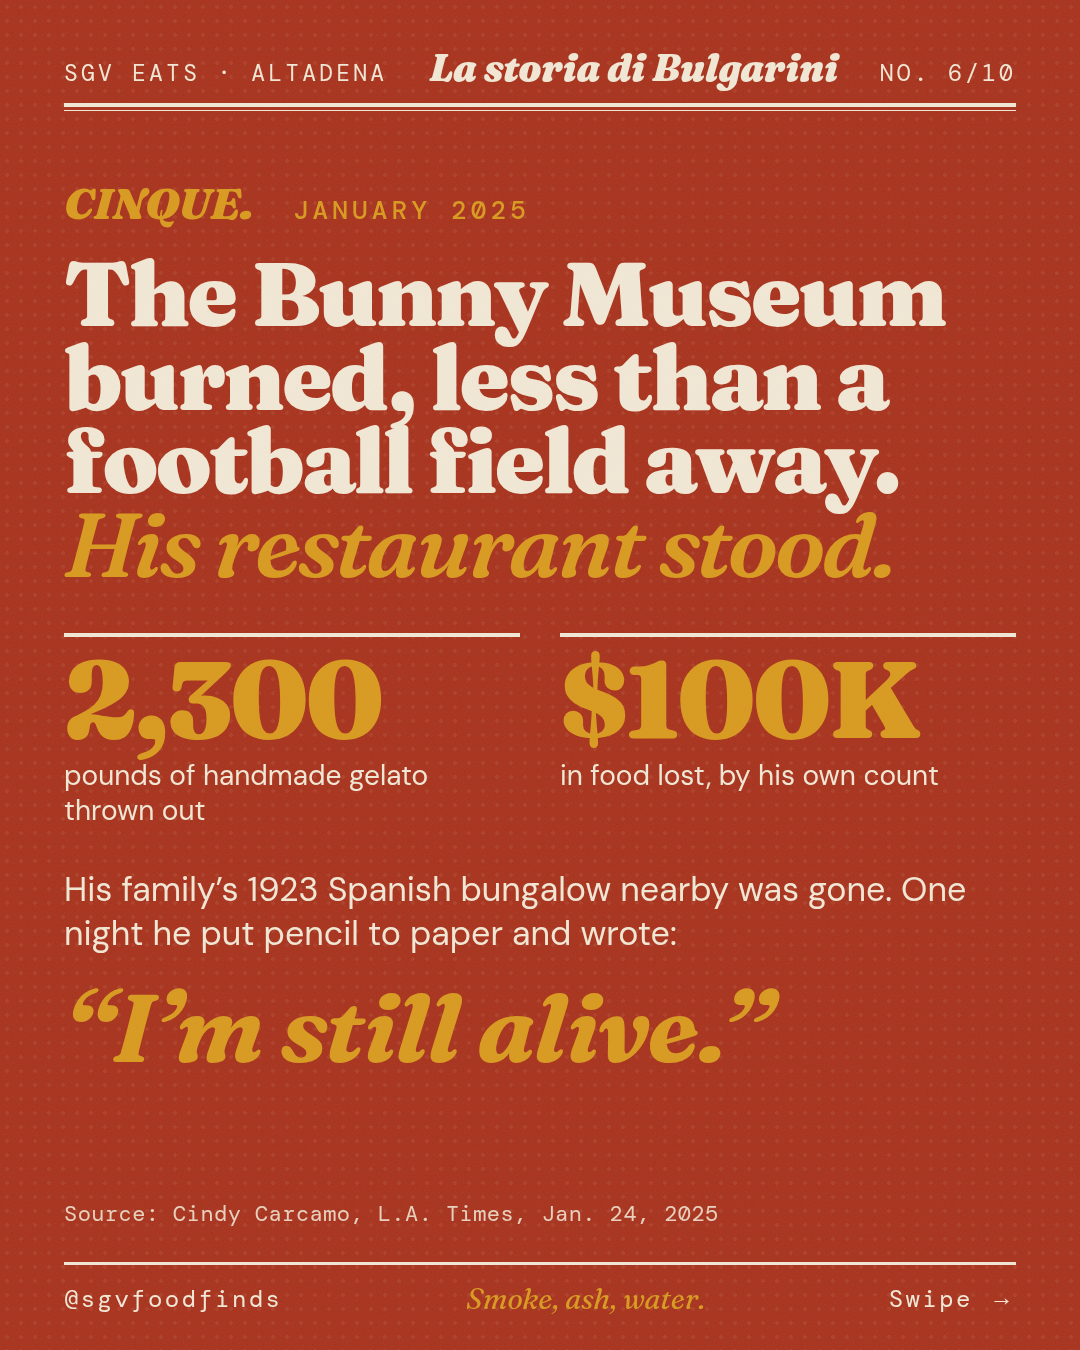 SGV EATS · ALTADENA La storia di Bulgarini NO. 6/10
CINQUE. JANUARY 2025
The Bunny Museum
burned, less than a
football field away.
His restaurant stood.
2,300
pounds of handmade gelato
thrown out
$100K
in food lost, by his own count
His family’s 1923 Spanish bungalow nearby was gone. One
night he put pencil to paper and wrote:
“I’m still alive.”
Source: Cindy Carcamo, L.A. Times, Jan. 24, 2025
@sgvfoodfinds Smoke, ash, water. Swipe →